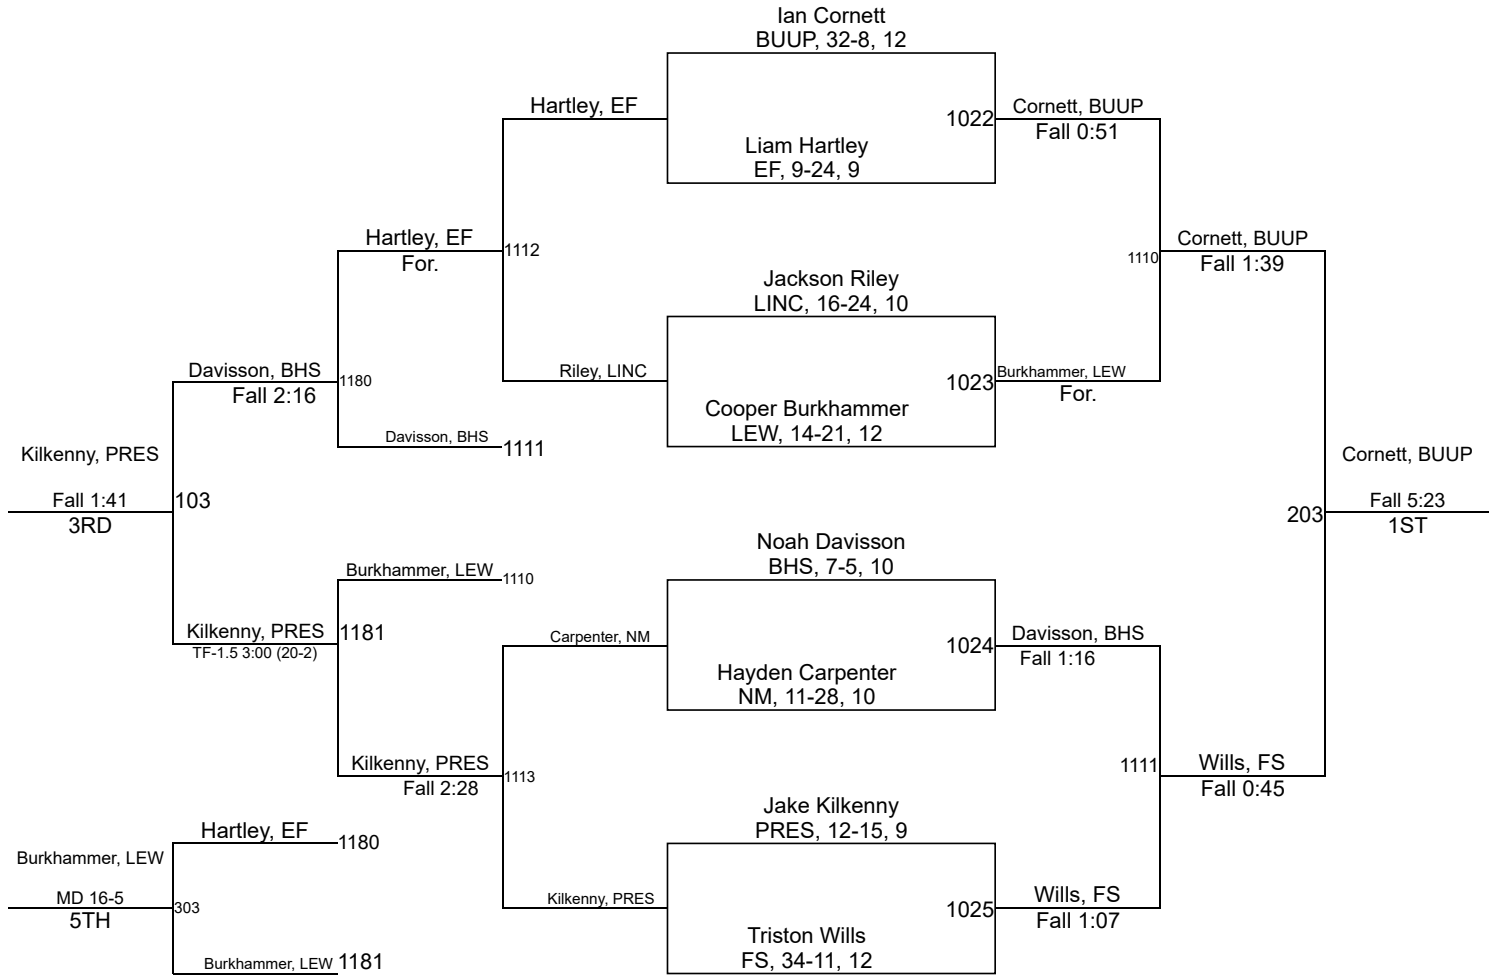 Ian Cornett
BUUP, 32-8, 12
Hartley, EF
1022
Cornett, BUUP
Fall 0:51
Liam Hartley
EF, 9-24, 9
Hartley, EF
For.
1112
1110
Cornett, BUUP
Fall 1:39
Jackson Riley
LINC, 16-24, 10
Davisson, BHS
Fall 2:16
1180
Riley, LINC
1023
Burkhammer, LEW
For.
Cooper Burkhammer
LEW, 14-21, 12
Davisson, BHS
1111
Kilkenny, PRES
Fall 1:41
3RD
103
Cornett, BUUP
Fall 5:23
1ST
203
Noah Davisson
BHS, 7-5, 10
Burkhammer, LEW
1110
Kilkenny, PRES
TF-1.5 3:00 (20-2)
1181
Carpenter, NM
1024
Davisson, BHS
Fall 1:16
Hayden Carpenter
NM, 11-28, 10
Kilkenny, PRES
Fall 2:28
1113
1111
Wills, FS
Fall 0:45
Jake Kilkenny
PRES, 12-15, 9
Hartley, EF
1180
Burkhammer, LEW
MD 16-5
5TH
303
Kilkenny, PRES
1025
Wills, FS
Fall 1:07
Triston Wills
FS, 34-11, 12
Burkhammer, LEW
1181